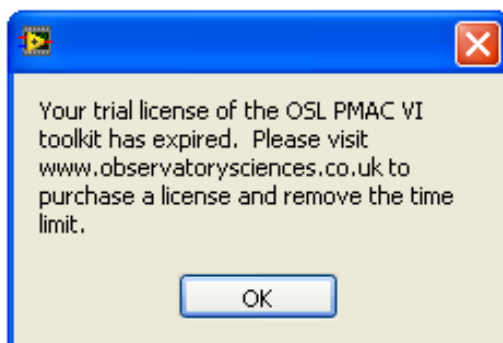 Your trial license of the OSL PMAC VI
toolkit has expired.  Please visit
www.observatorysciences.co.uk to
purchase a license and remove the time
limit.
OK